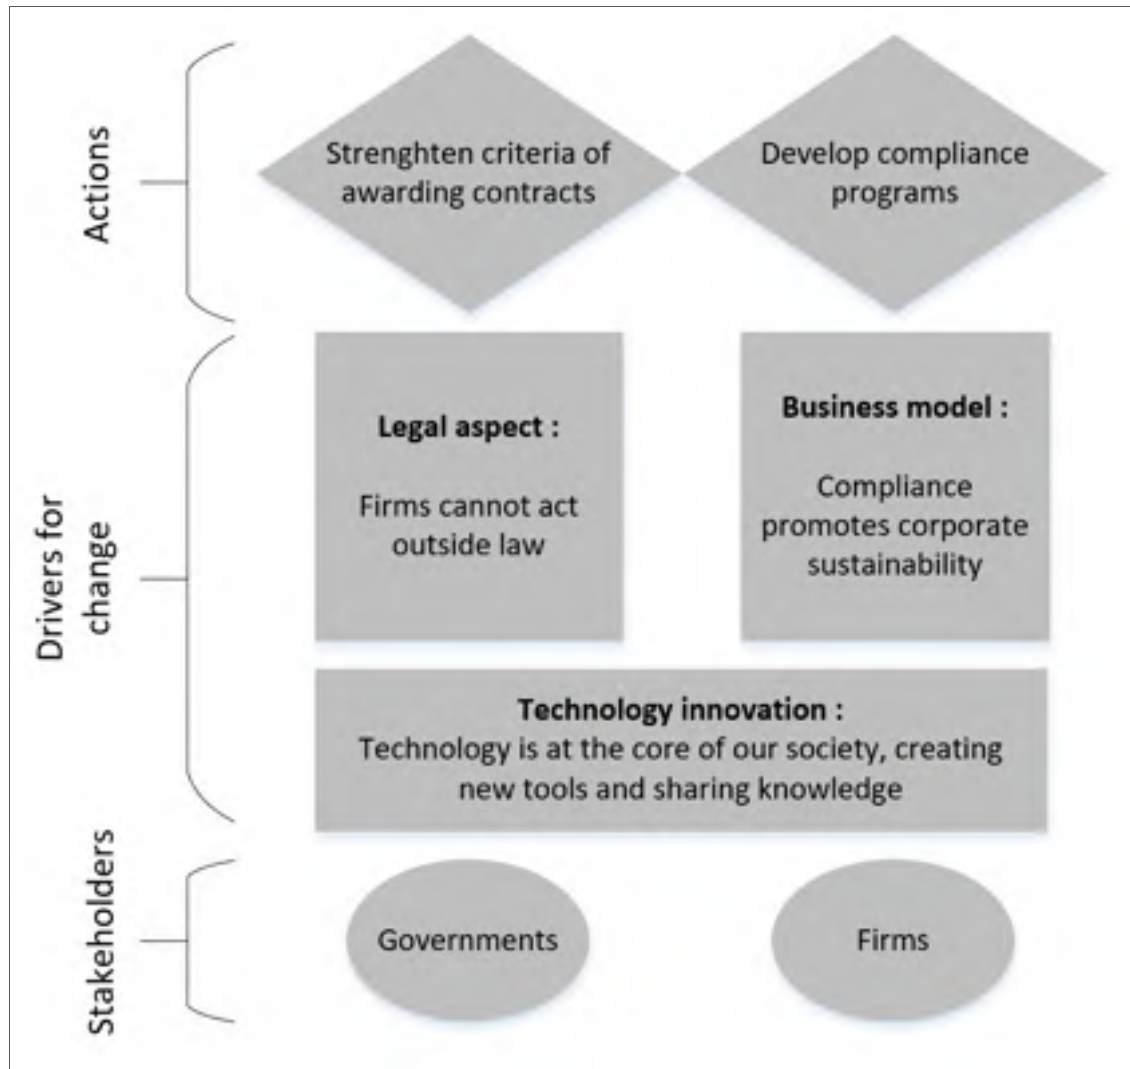 Actions
Strenghten criteria of
awarding contracts
Develop compliance
programs
Drivers for
change
Legal aspect :
Firms cannot act
outside law
Business model :
Compliance
promotes corporate
sustainability
Technology innovation :
Technology is at the core of our society, creating
new tools and sharing knowledge
Stakeholders
Governments
Firms